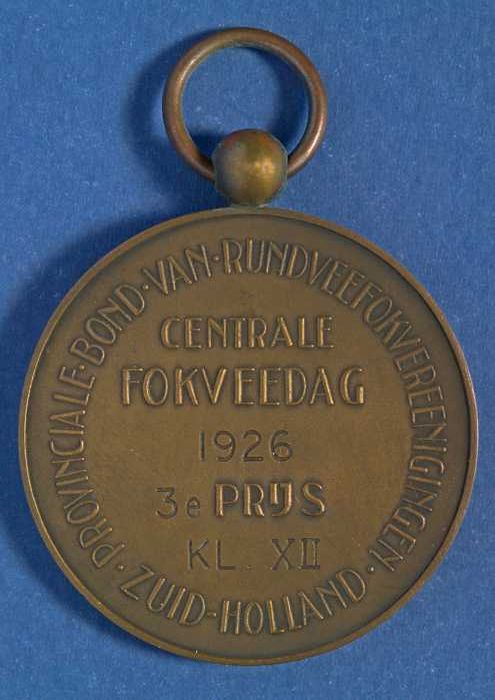 PROVINCIALE·BOND·VAN·RUNDVEEFOKVEREENIGINGEN·
ZUID-HOLLAND·
CENTRALE
FOKVEEDAG
1926
3e PRIJS
KL. XII